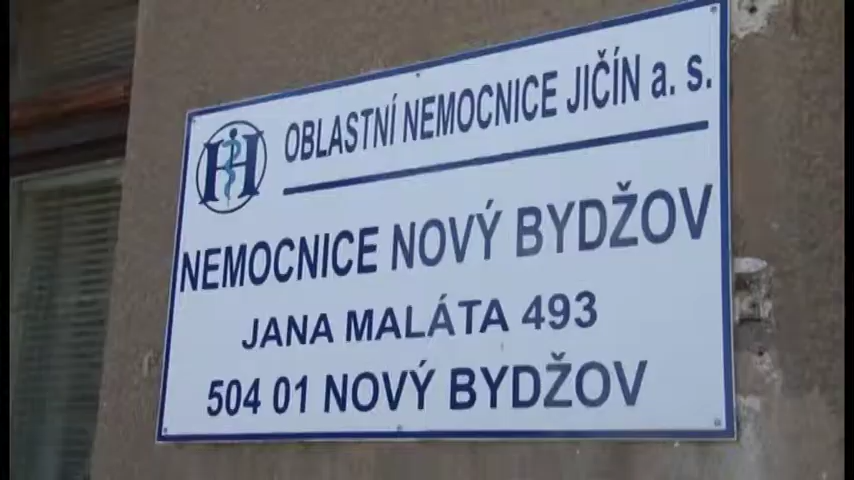 OBLASTNÍ NEMOCNICE JIČÍN a. s.
NEMOCNICE NOVÝ BYDŽOV
JANA MALÁTA 493
504 01 NOVÝ BYDŽOV